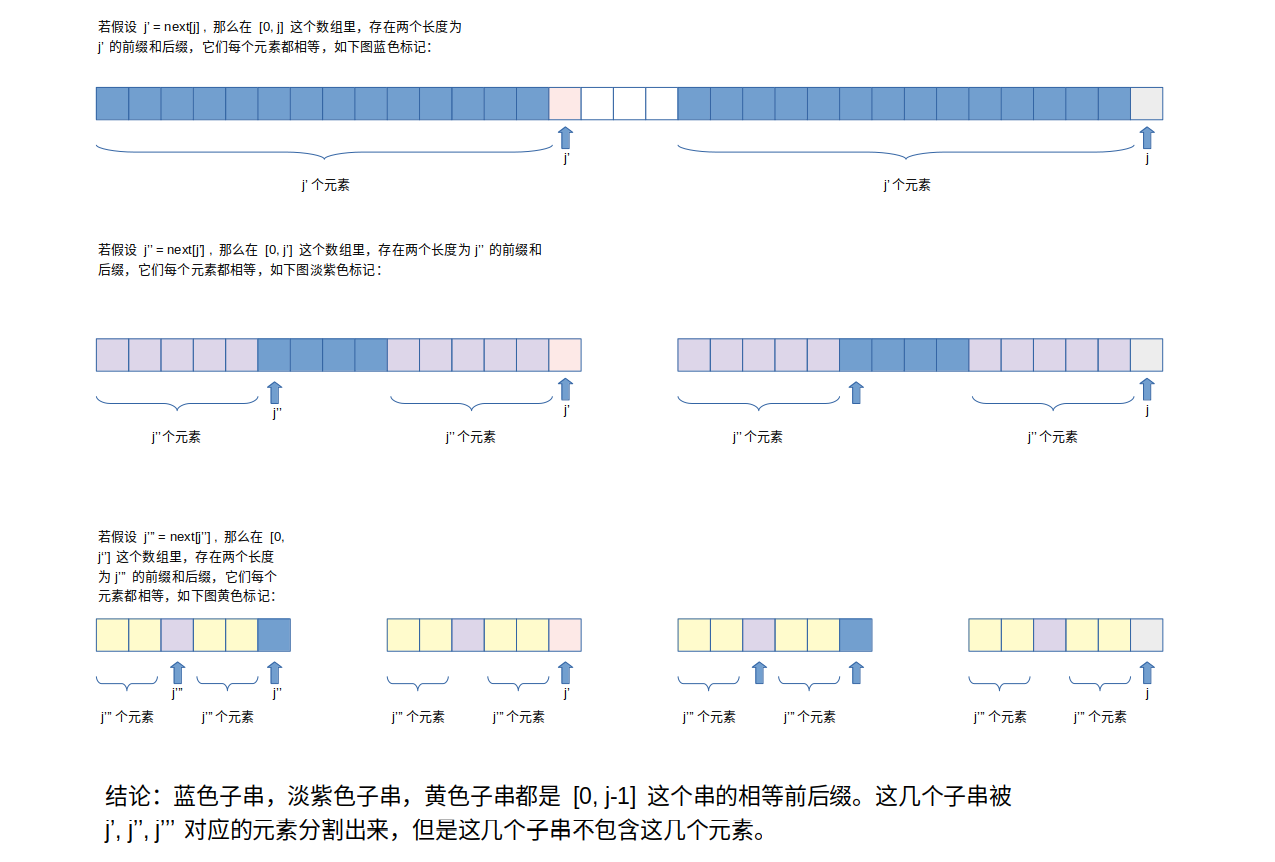 若假设 j’ = next[j] , 那么在 [0, j] 这个数组里，存在两个长度为
j’ 的前缀和后缀，它们每个元素都相等，如下图蓝色标记：
j’
j
j’ 个元素
j’ 个元素
若假设 j’’ = next[j’] , 那么在 [0, j’] 这个数组里，存在两个长度为 j’’ 的前缀和
后缀，它们每个元素都相等，如下图淡紫色标记：
j’’
j’
j
j’’ 个元素
j’’ 个元素
j’’ 个元素
j’’ 个元素
若假设 j’’’ = next[j’’] , 那么在 [0,
j’’] 这个数组里，存在两个长度
为 j’’’ 的前缀和后缀，它们每个
元素都相等，如下图黄色标记：
j’’’
j’’
j’
j
j’’’ 个元素
j’’’ 个元素
j’’’ 个元素
j’’’ 个元素
j’’’ 个元素
j’’’ 个元素
j’’’ 个元素
j’’’ 个元素
结论：蓝色子串，淡紫色子串，黄色子串都是 [0, j-1] 这个串的相等前后缀。这几个子串被
j’, j’’, j’’’ 对应的元素分割出来，但是这几个子串不包含这几个元素。